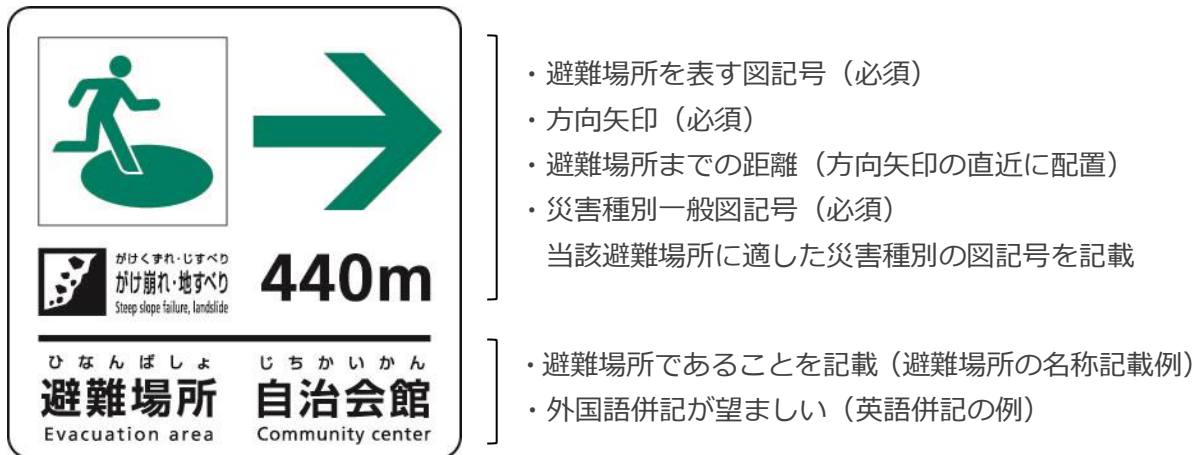 がけくずれ・じすべり
がけ崩れ・地すべり
Steep slope failure, landslide
440m
ひなんばしょ
避難場所
Evacuation area
じちかいかん
自治会館
Community center
・避難場所を表す図記号（必須）
・方向矢印（必須）
・避難場所までの距離（方向矢印の直近に配置）
・災害種別一般図記号（必須）
当該避難場所に適した災害種別の図記号を記載
・避難場所であることを記載（避難場所の名称記載例）
・外国語併記が望ましい（英語併記の例）